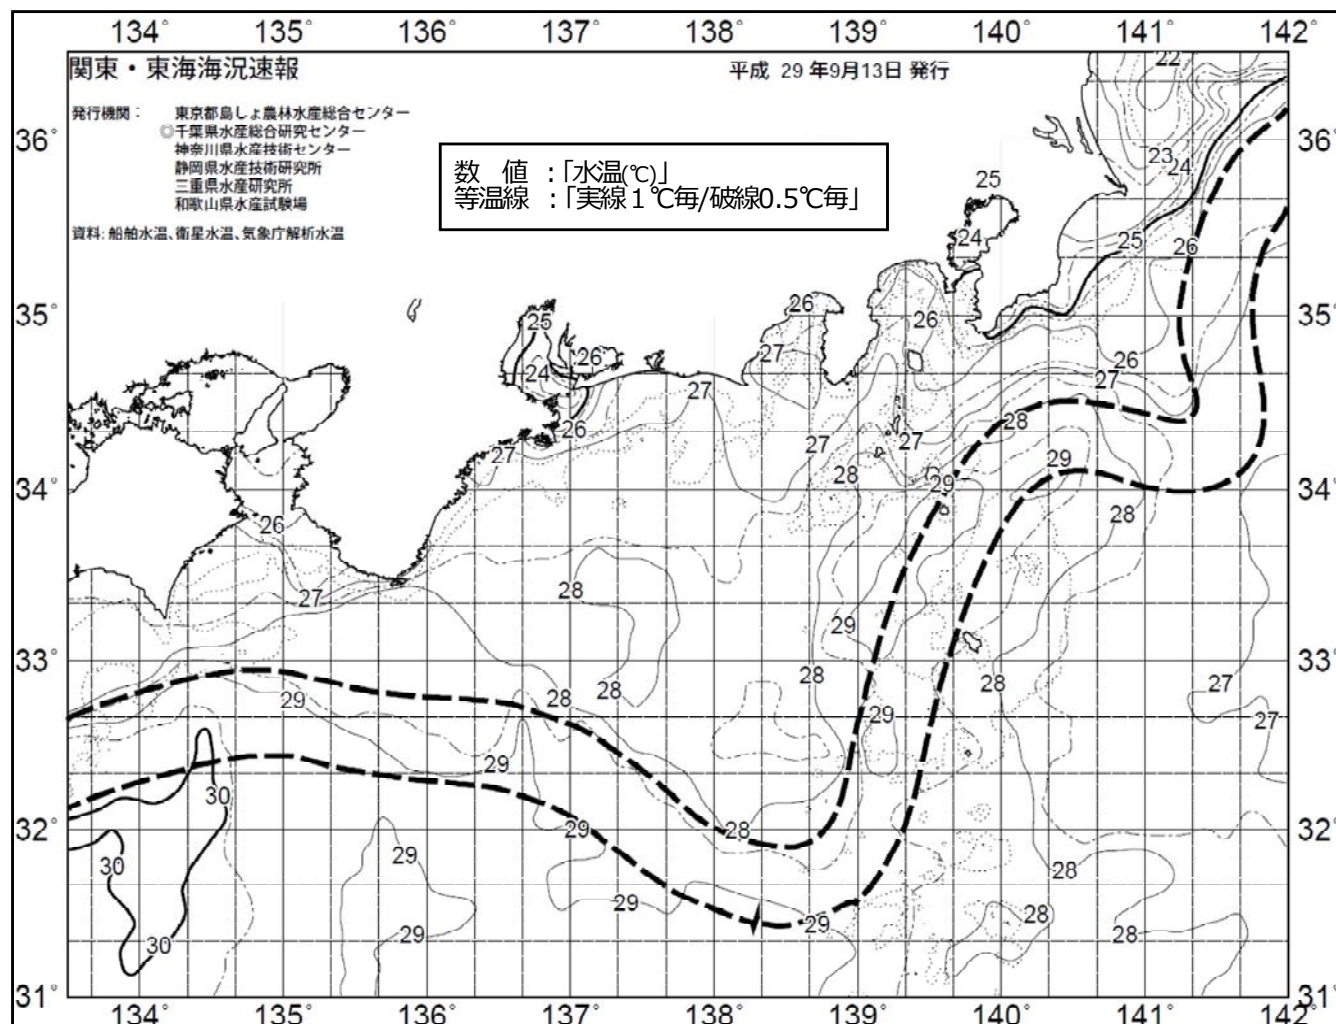 134° 135° 136° 137° 138° 139° 140° 141° 142°
関東・東海海況速報
平成 29年9月13日 発行
発行機関： 東京都島しょ農林水産総合センター
◎千葉県水産総合研究センター
神奈川県水産技術センター
静岡県水産技術研究所
三重県水産研究所
和歌山県水産試験場
資料: 船舶水温、衛星水温、気象庁解析水温
数 値 ：「水温(℃)」
等温線 ：「実線１℃毎/破線0.5℃毎」
22
36° 36°
23
24
25
24
25
26
35° 26 26 35°
25
27 26
26
24 27
27
28
26
27 27 27
28 29
29
34° 34°
28
26
28
27
29
33° 33°
28 28 27
29 28 28
29 27
29
30
32° 29 28 32°
29
30 28
29 28
29
30 29 28
31° 31°
134° 135° 136° 137° 138° 139° 140° 141° 142°